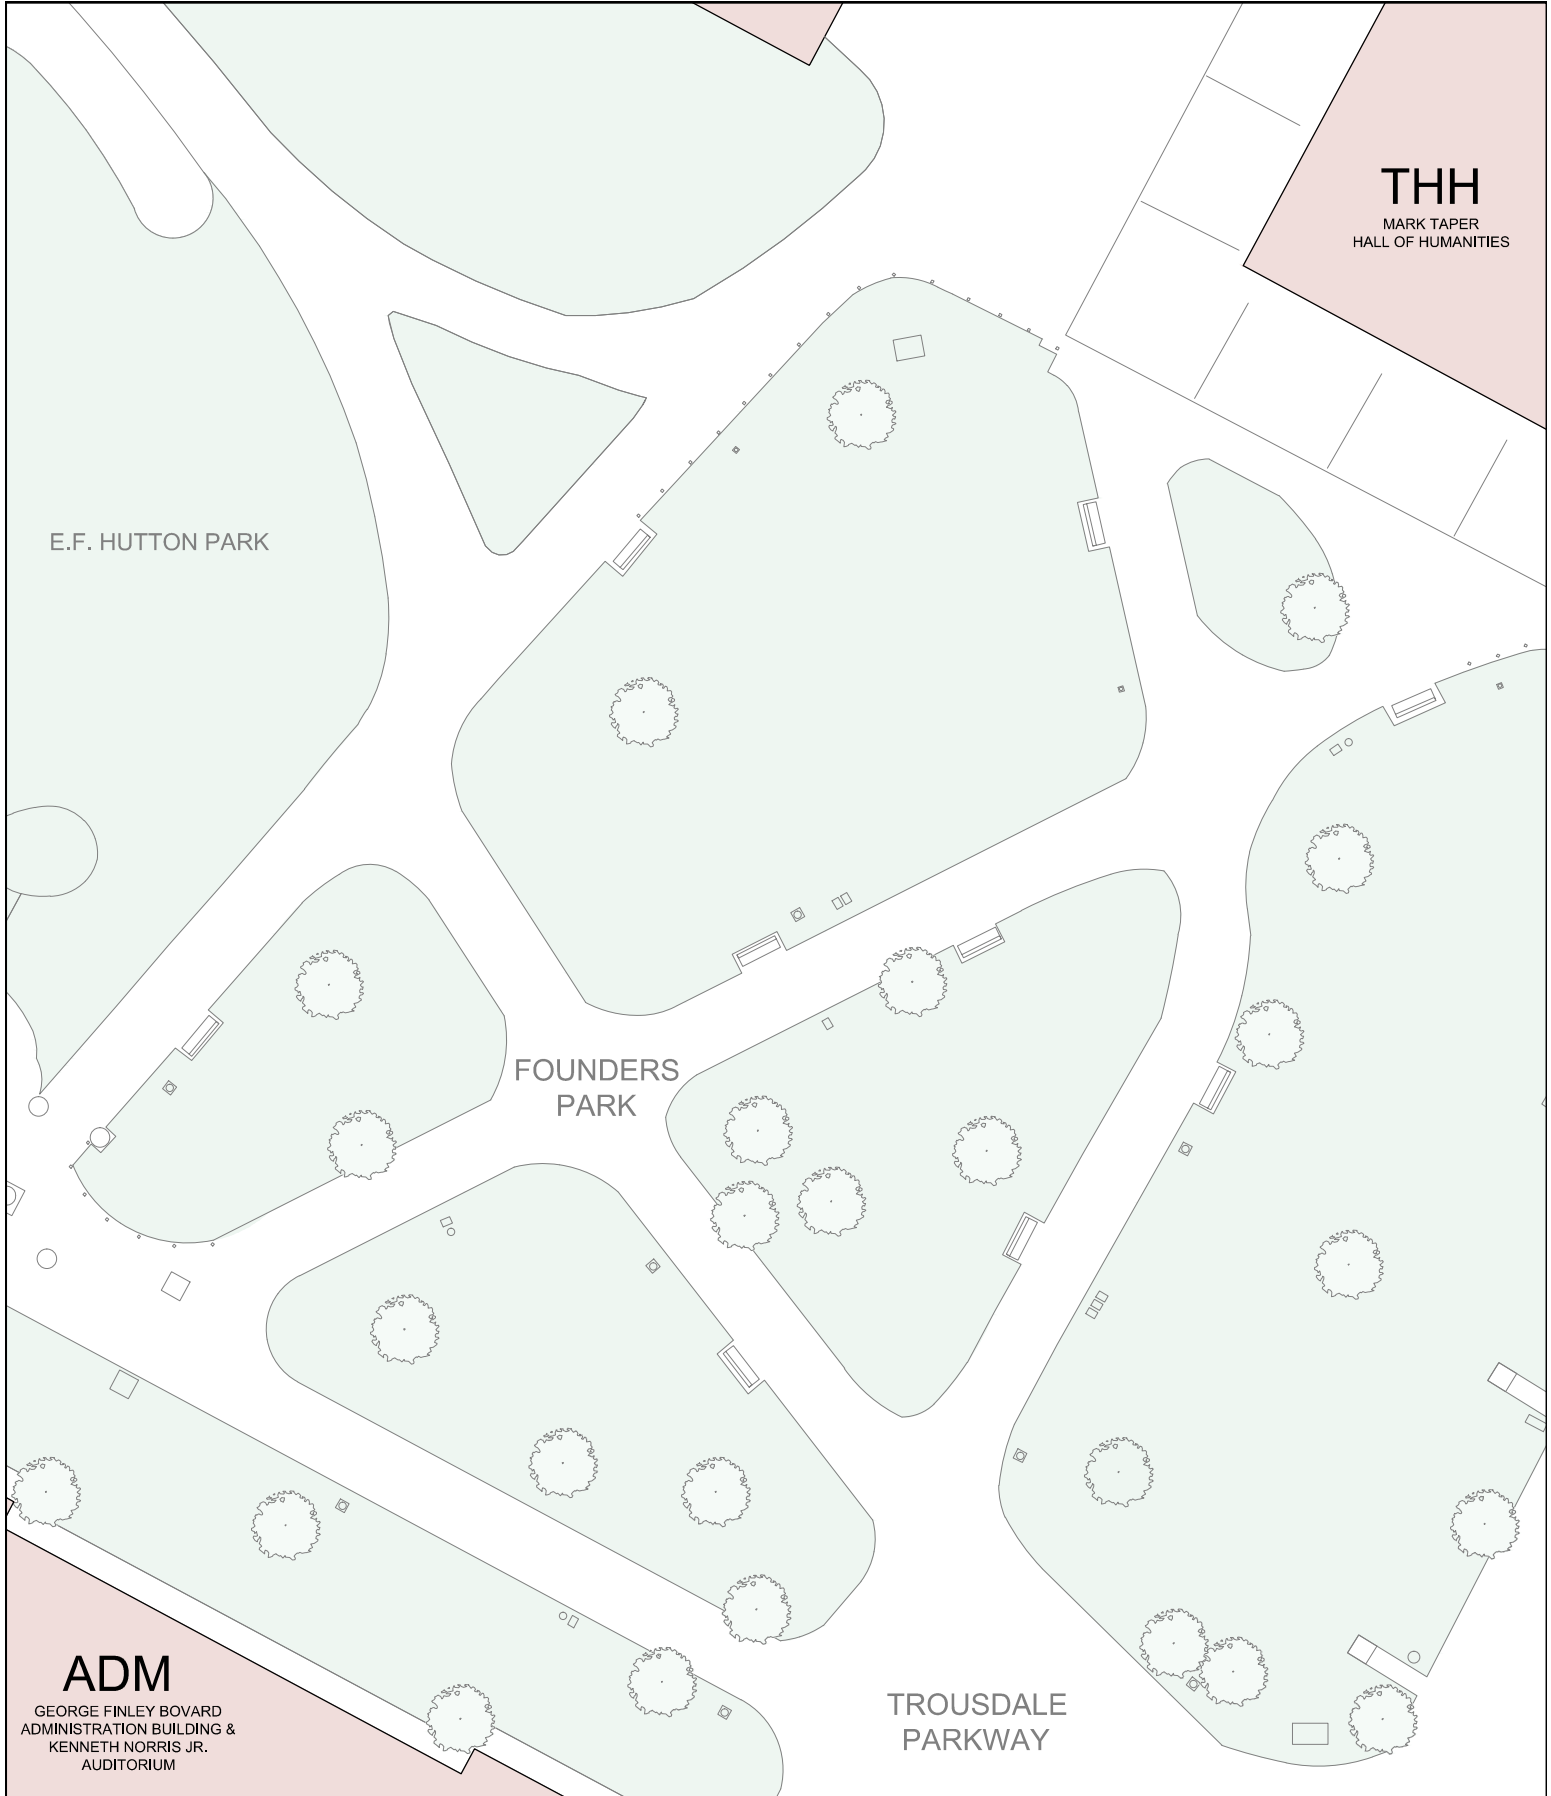 THH
MARK TAPER
HALL OF HUMANITIES
E.F. HUTTON PARK
FOUNDERS
PARK
ADM
GEORGE FINLEY BOVARD
ADMINISTRATION BUILDING &
KENNETH NORRIS JR.
AUDITORIUM
TROUSDALE
PARKWAY